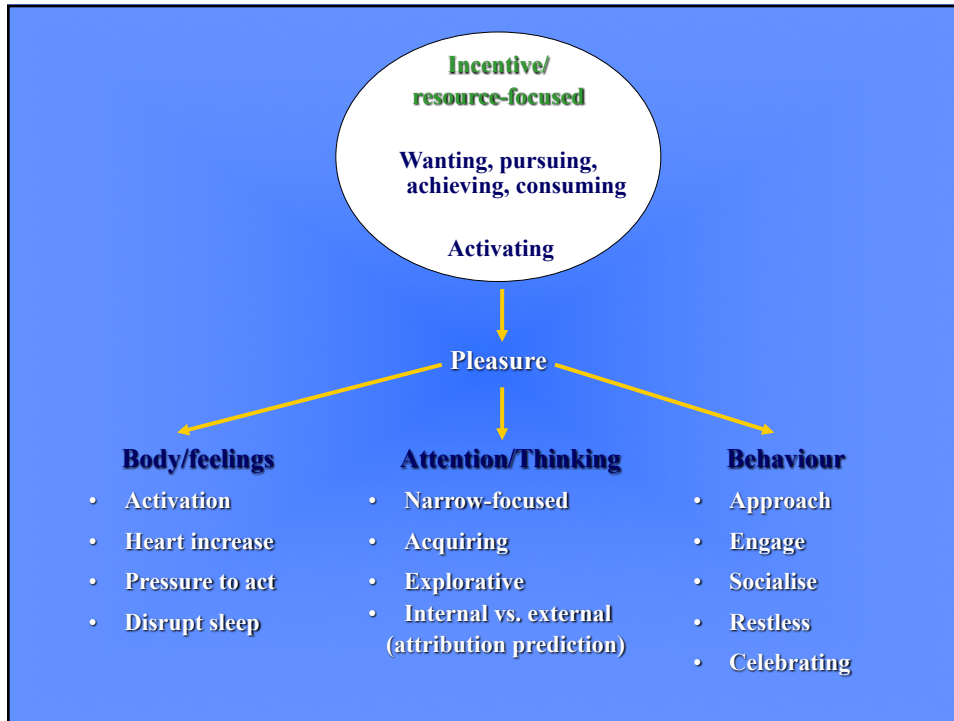 Incentive/
resource-focused
Wanting, pursuing,
achieving, consuming
Activating
Pleasure
Body/feelings
• Activation
• Heart increase
• Pressure to act
• Disrupt sleep
Attention/Thinking
• Narrow-focused
• Acquiring
• Explorative
• Internal vs. external
(attribution prediction)
Behaviour
• Approach
• Engage
• Socialise
• Restless
• Celebrating